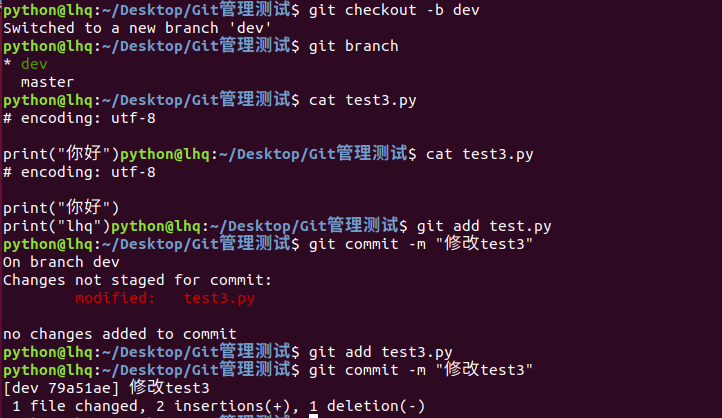 python@lhq:~/Desktop/Git管理测试$ git checkout -b dev
Switched to a new branch 'dev'
python@lhq:~/Desktop/Git管理测试$ git branch
* dev
  master
python@lhq:~/Desktop/Git管理测试$ cat test3.py
# encoding: utf-8

print("你好")python@lhq:~/Desktop/Git管理测试$ cat test3.py
# encoding: utf-8

print("你好")
print("lhq")python@lhq:~/Desktop/Git管理测试$ git add test.py
python@lhq:~/Desktop/Git管理测试$ git commit -m "修改test3"
On branch dev
Changes not staged for commit:
        modified:   test3.py

no changes added to commit
python@lhq:~/Desktop/Git管理测试$ git add test3.py
python@lhq:~/Desktop/Git管理测试$ git commit -m "修改test3"
[dev 79a51ae] 修改test3
 1 file changed, 2 insertions(+), 1 deletion(-)